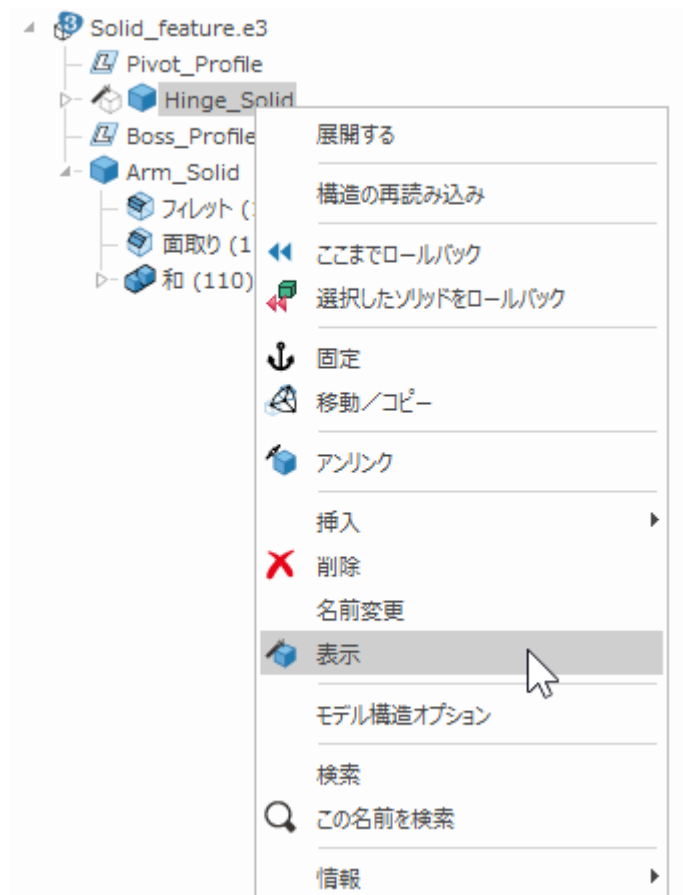 Solid_feature.e3
Pivot_Profile
Hinge_Solid
Boss_Profile
Arm_Solid
フィレット (
面取り (1
和 (110)
展開する
構造の再読み込み
ここまでロールバック
選択したソリッドをロールバック
固定
移動／コピー
アンリンク
挿入
削除
名前変更
表示
モデル構造オプション
検索
この名前を検索
情報